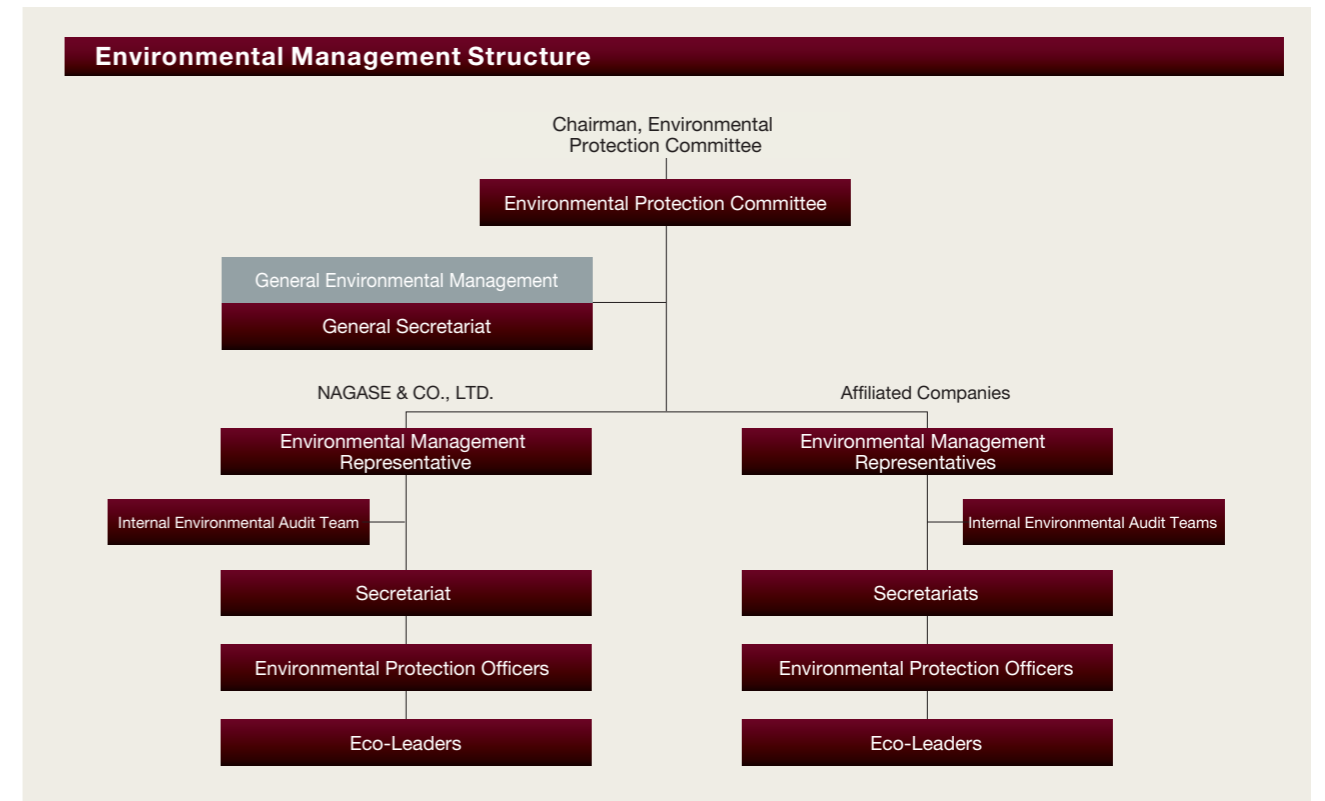 Environmental Management Structure
Chairman, Environmental
Protection Committee
Environmental Protection Committee
General Environmental Management
General Secretariat
NAGASE & CO., LTD.
Affiliated Companies
Environmental Management
Representative
Environmental Management
Representatives
Internal Environmental Audit Team
Internal Environmental Audit Teams
Secretariat
Secretariats
Environmental Protection Officers
Environmental Protection Officers
Eco-Leaders
Eco-Leaders